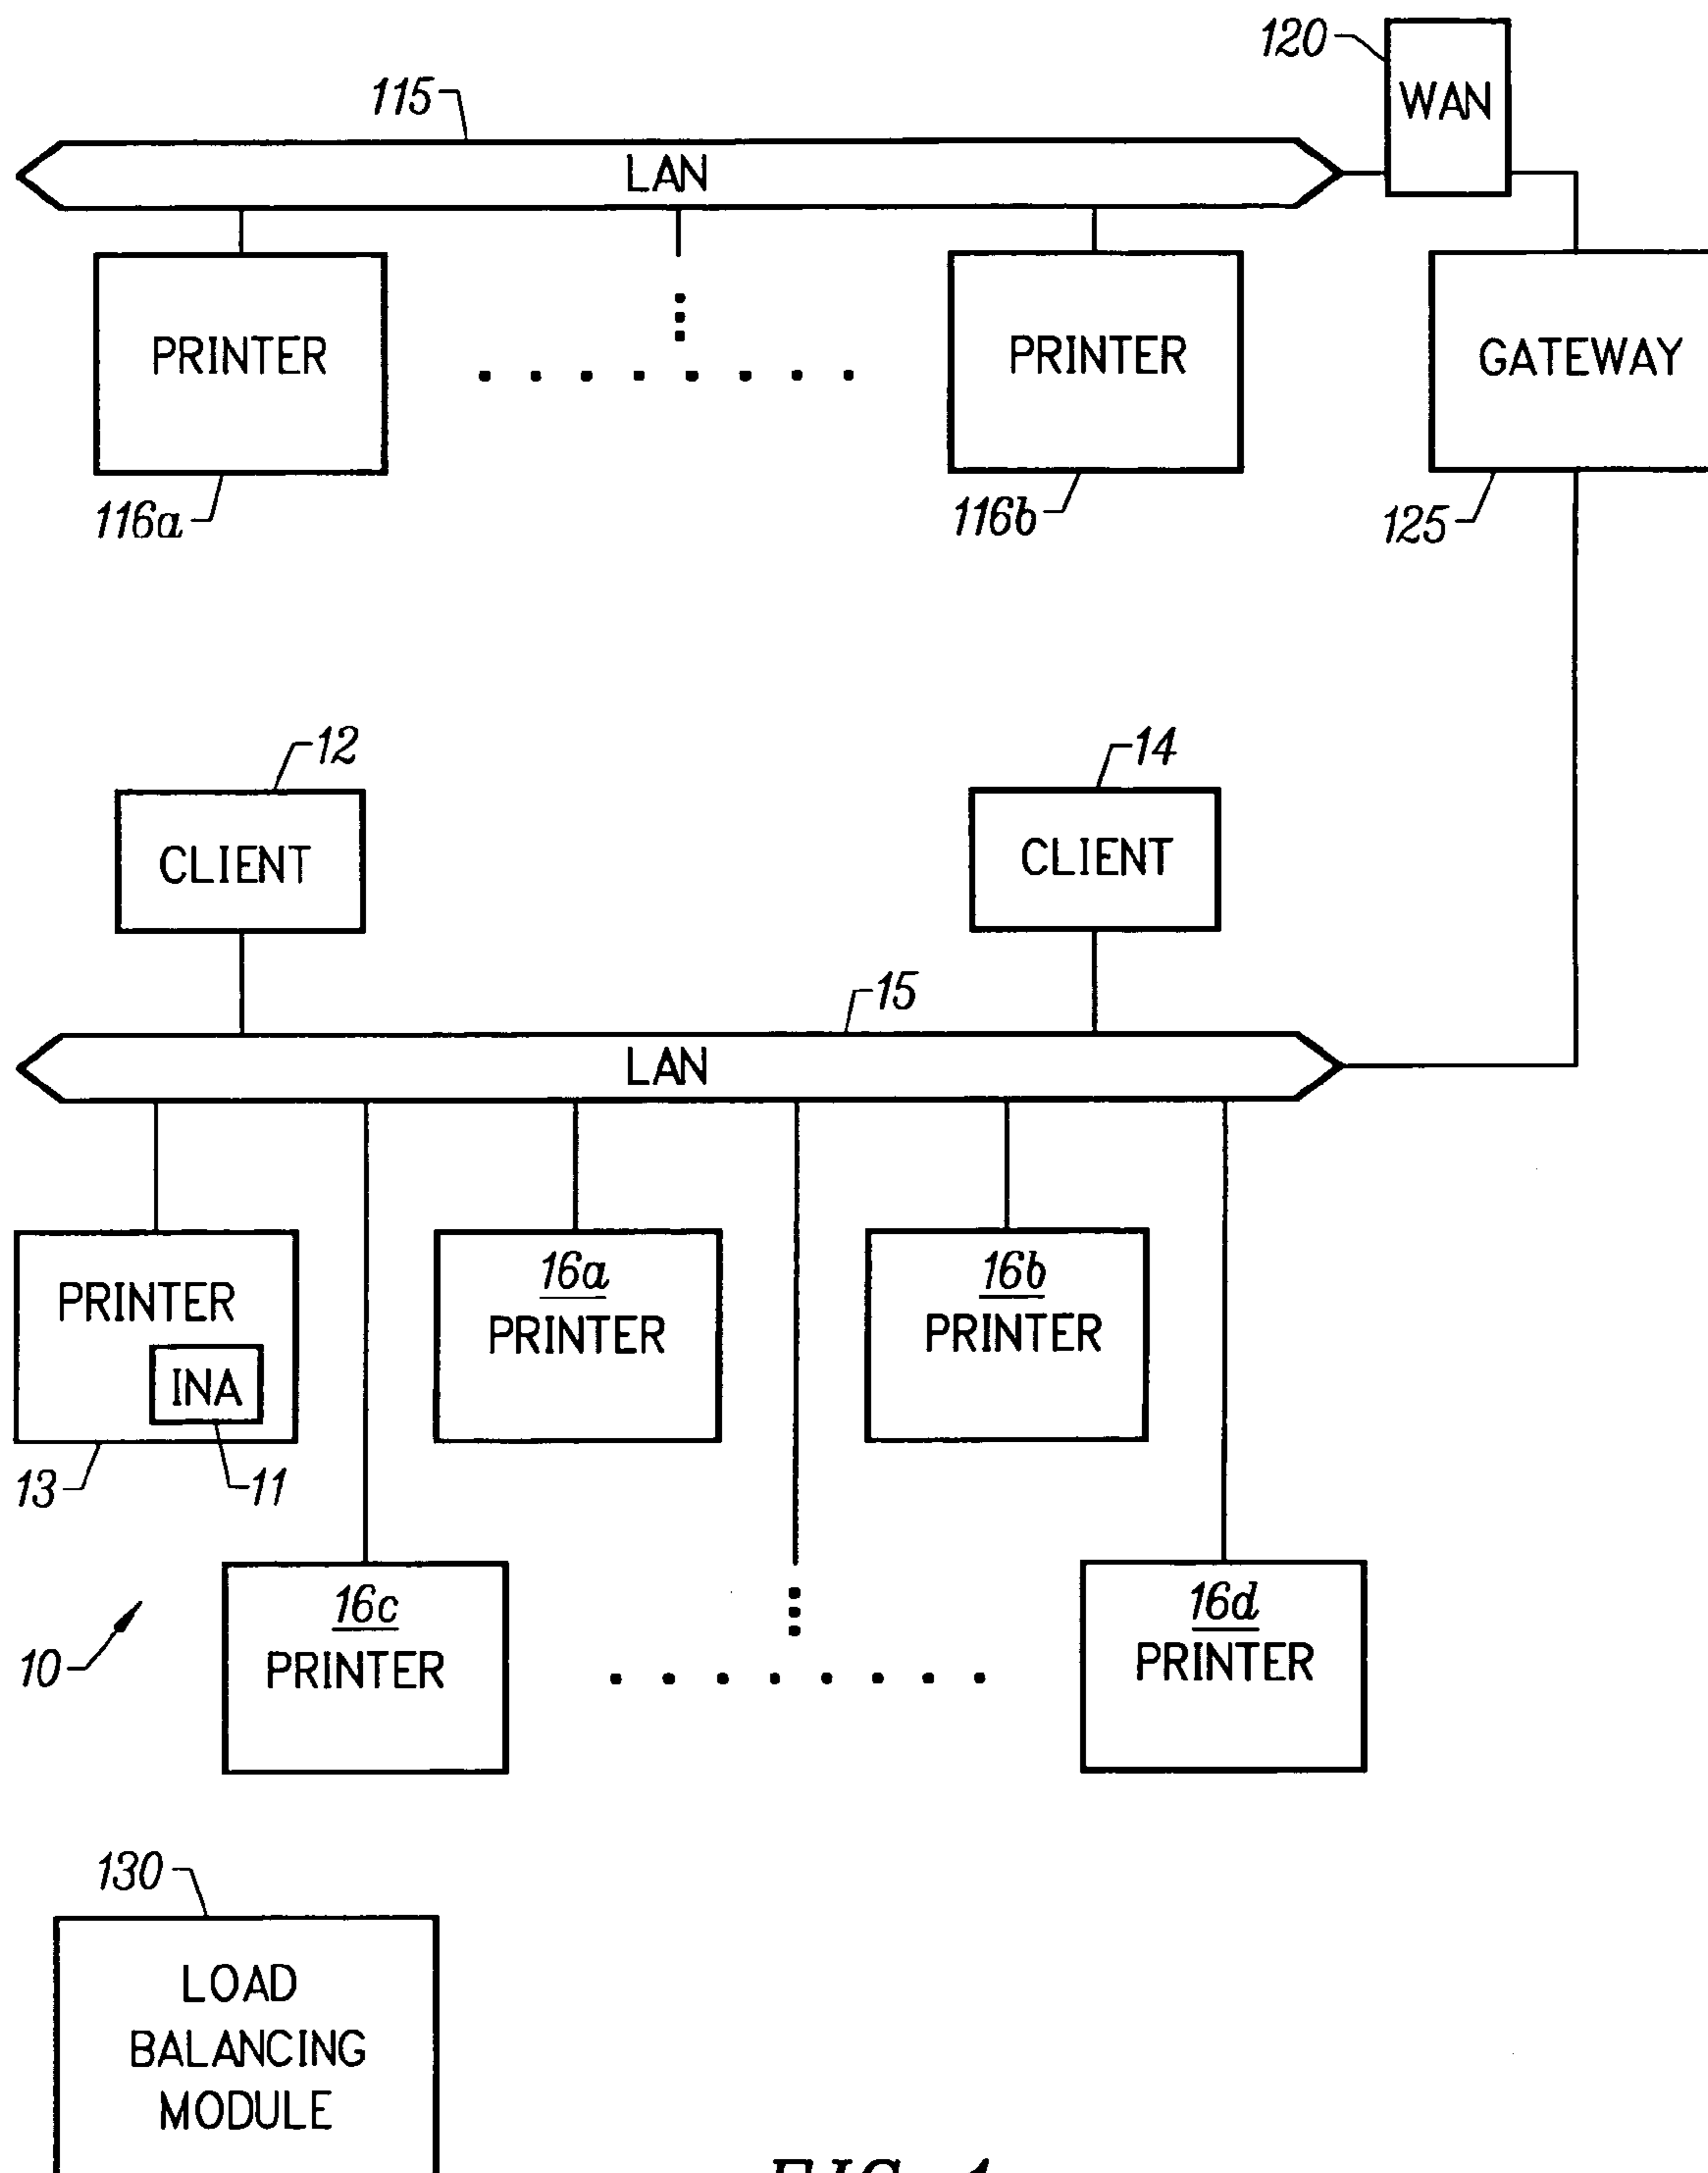 120
WAN
115
LAN
PRINTER
PRINTER
GATEWAY
116a
116b
125
12
14
CLIENT
CLIENT
15
LAN
16a
16b
PRINTER
PRINTER
PRINTER
INA
13
11
16c
16d
10
PRINTER
PRINTER
130
LOAD
BALANCING
MODULE